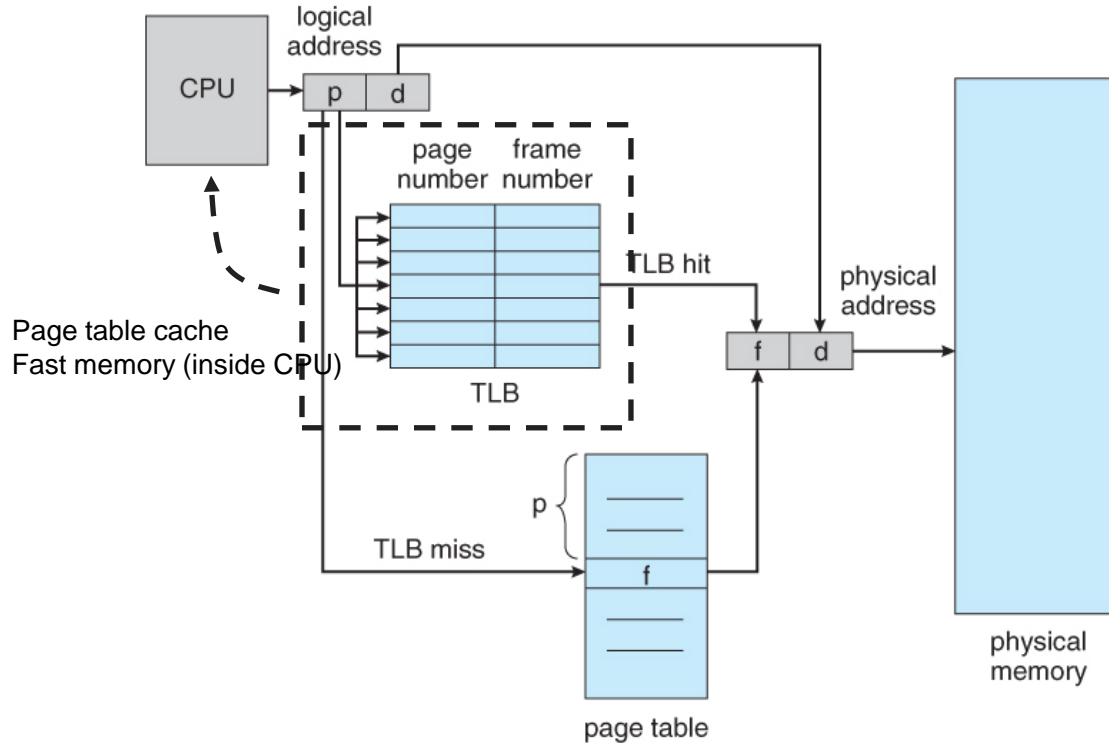 logical
address
CPU
p
d
page
number
frame
number
TLB hit
physical
address
Page table cache
Fast memory (inside CPU)
f
d
TLB
p
TLB miss
f
page table
physical
memory